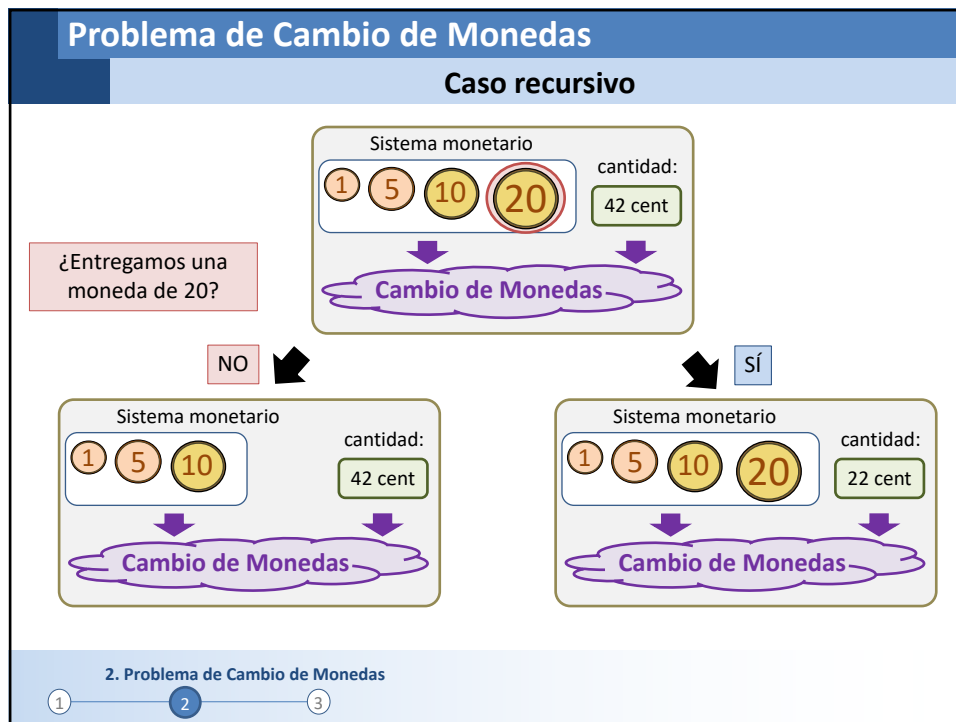 Problema de Cambio de Monedas
Caso recursivo
Sistema monetario
cantidad:
1 5 10 20
42 cent
Cambio de Monedas
¿Entregamos una
moneda de 20?
NO
SÍ
Sistema monetario
cantidad:
1 5 10
42 cent
Cambio de Monedas
Sistema monetario
cantidad:
1 5 10 20
22 cent
Cambio de Monedas
2. Problema de Cambio de Monedas
1 2 3